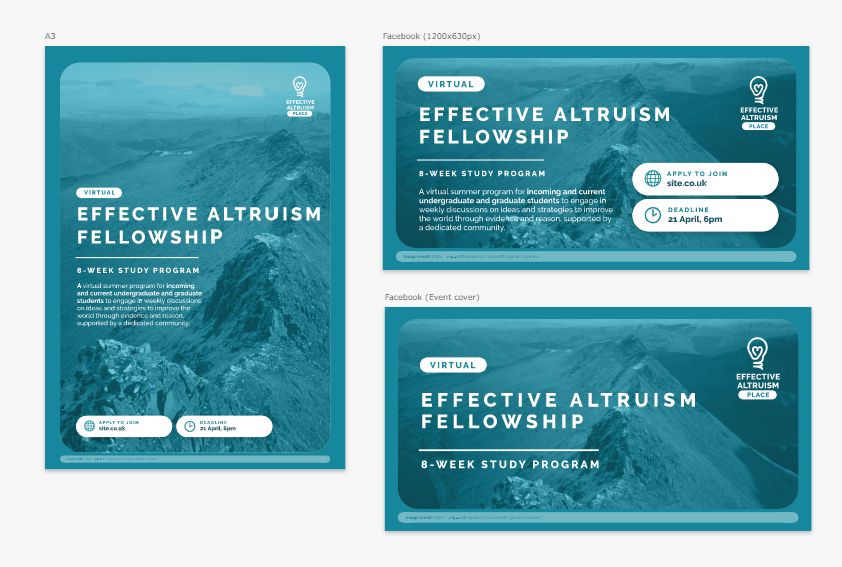 A3
EFFECTIVE
ALTRUISM
PLACE
VIRTUAL
EFFECTIVE ALTRUISM
FELLOWSHIP
8-WEEK STUDY PROGRAM
A virtual summer program for incoming
and current undergraduate and graduate
students to engage in weekly discussions
on ideas and strategies to improve the
world through evidence and reason,
supported by a dedicated community.
APPLY TO JOIN
site.co.uk
DEADLINE
21 April, 6pm
Facebook (1200x630px)
VIRTUAL
EFFECTIVE ALTRUISM
FELLOWSHIP
EFFECTIVE
ALTRUISM
PLACE
8-WEEK STUDY PROGRAM
A virtual summer program for incoming and current
undergraduate and graduate students to engage in
weekly discussions on ideas and strategies to improve
the world through evidence and reason, supported by
a dedicated community.
APPLY TO JOIN
site.co.uk
DEADLINE
21 April, 6pm
Image credit:
Facebook (Event cover)
VIRTUAL
EFFECTIVE ALTRUISM
FELLOWSHIP
EFFECTIVE
ALTRUISM
PLACE
8-WEEK STUDY PROGRAM
Image credit: